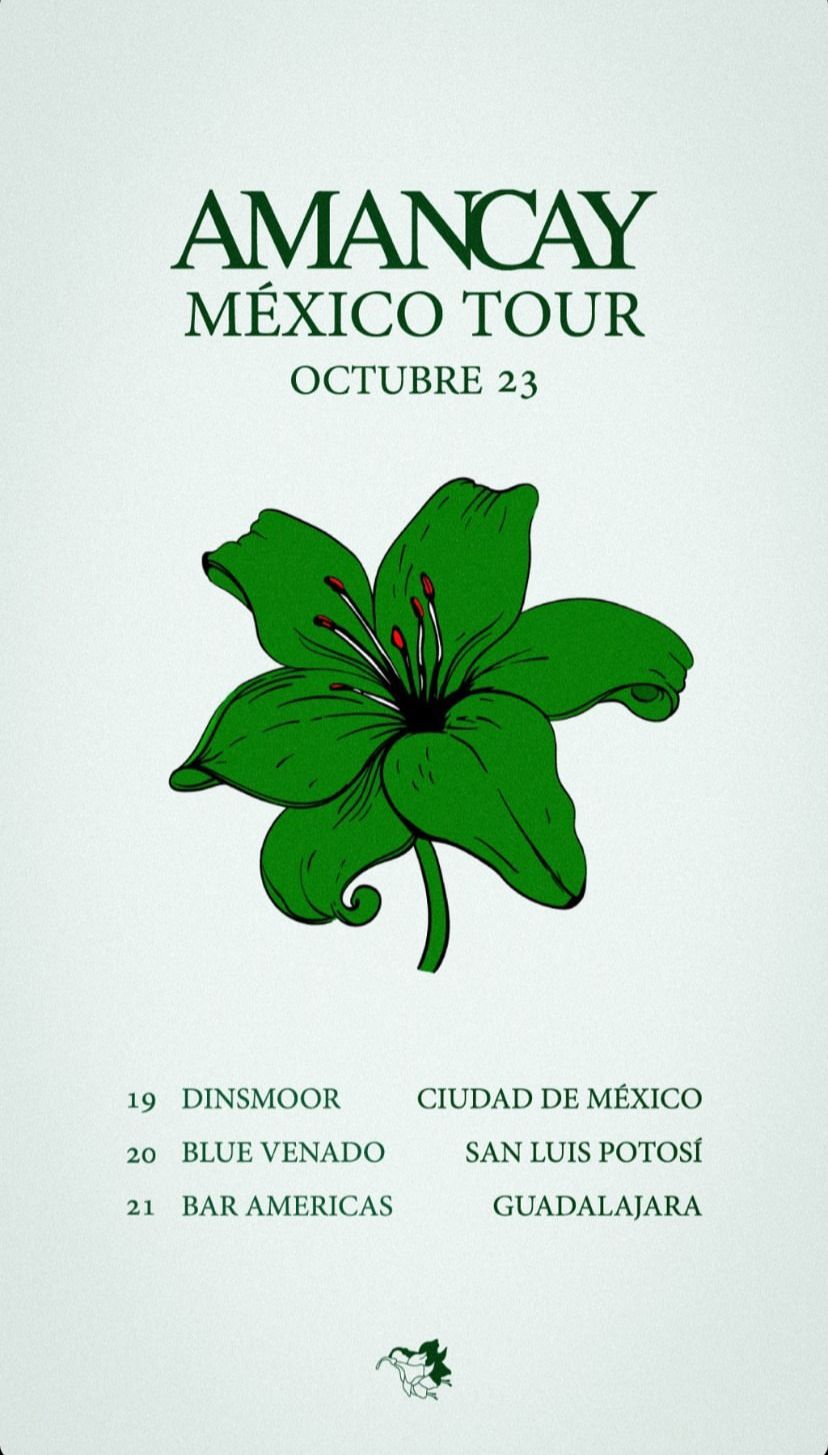 AMANCAY
MÉXICO TOUR
OCTUBRE 23
19 DINSMOOR CIUDAD DE MÉXICO
20 BLUE VENADO SAN LUIS POTOSÍ
21 BAR AMERICAS GUADALAJARA